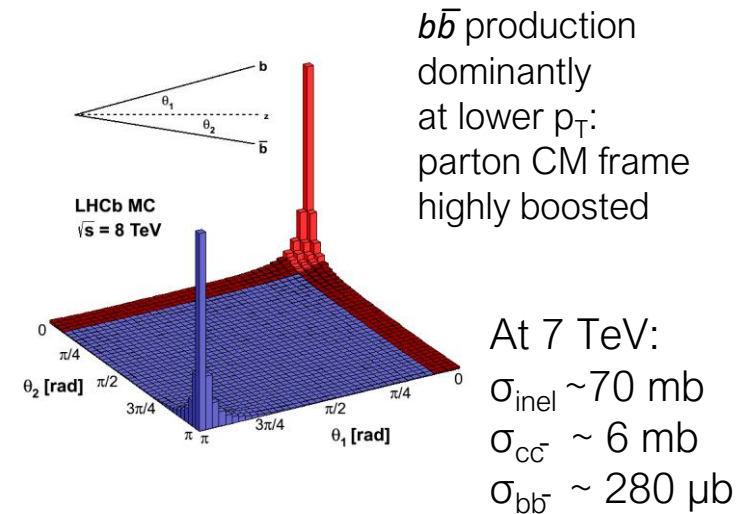 b
θ₁
z
θ₂
b̅
LHCb MC
√s = 8 TeV
0
π/4
π/2
3π/4
π
θ₂ [rad]
π
3π/4
π/2
π/4
0
θ₁ [rad]
bb̅ production
dominantly
at lower pT:
parton CM frame
highly boosted
At 7 TeV:
σinel ~70 mb
σcc̄ ~ 6 mb
σbb̄ ~ 280 μb